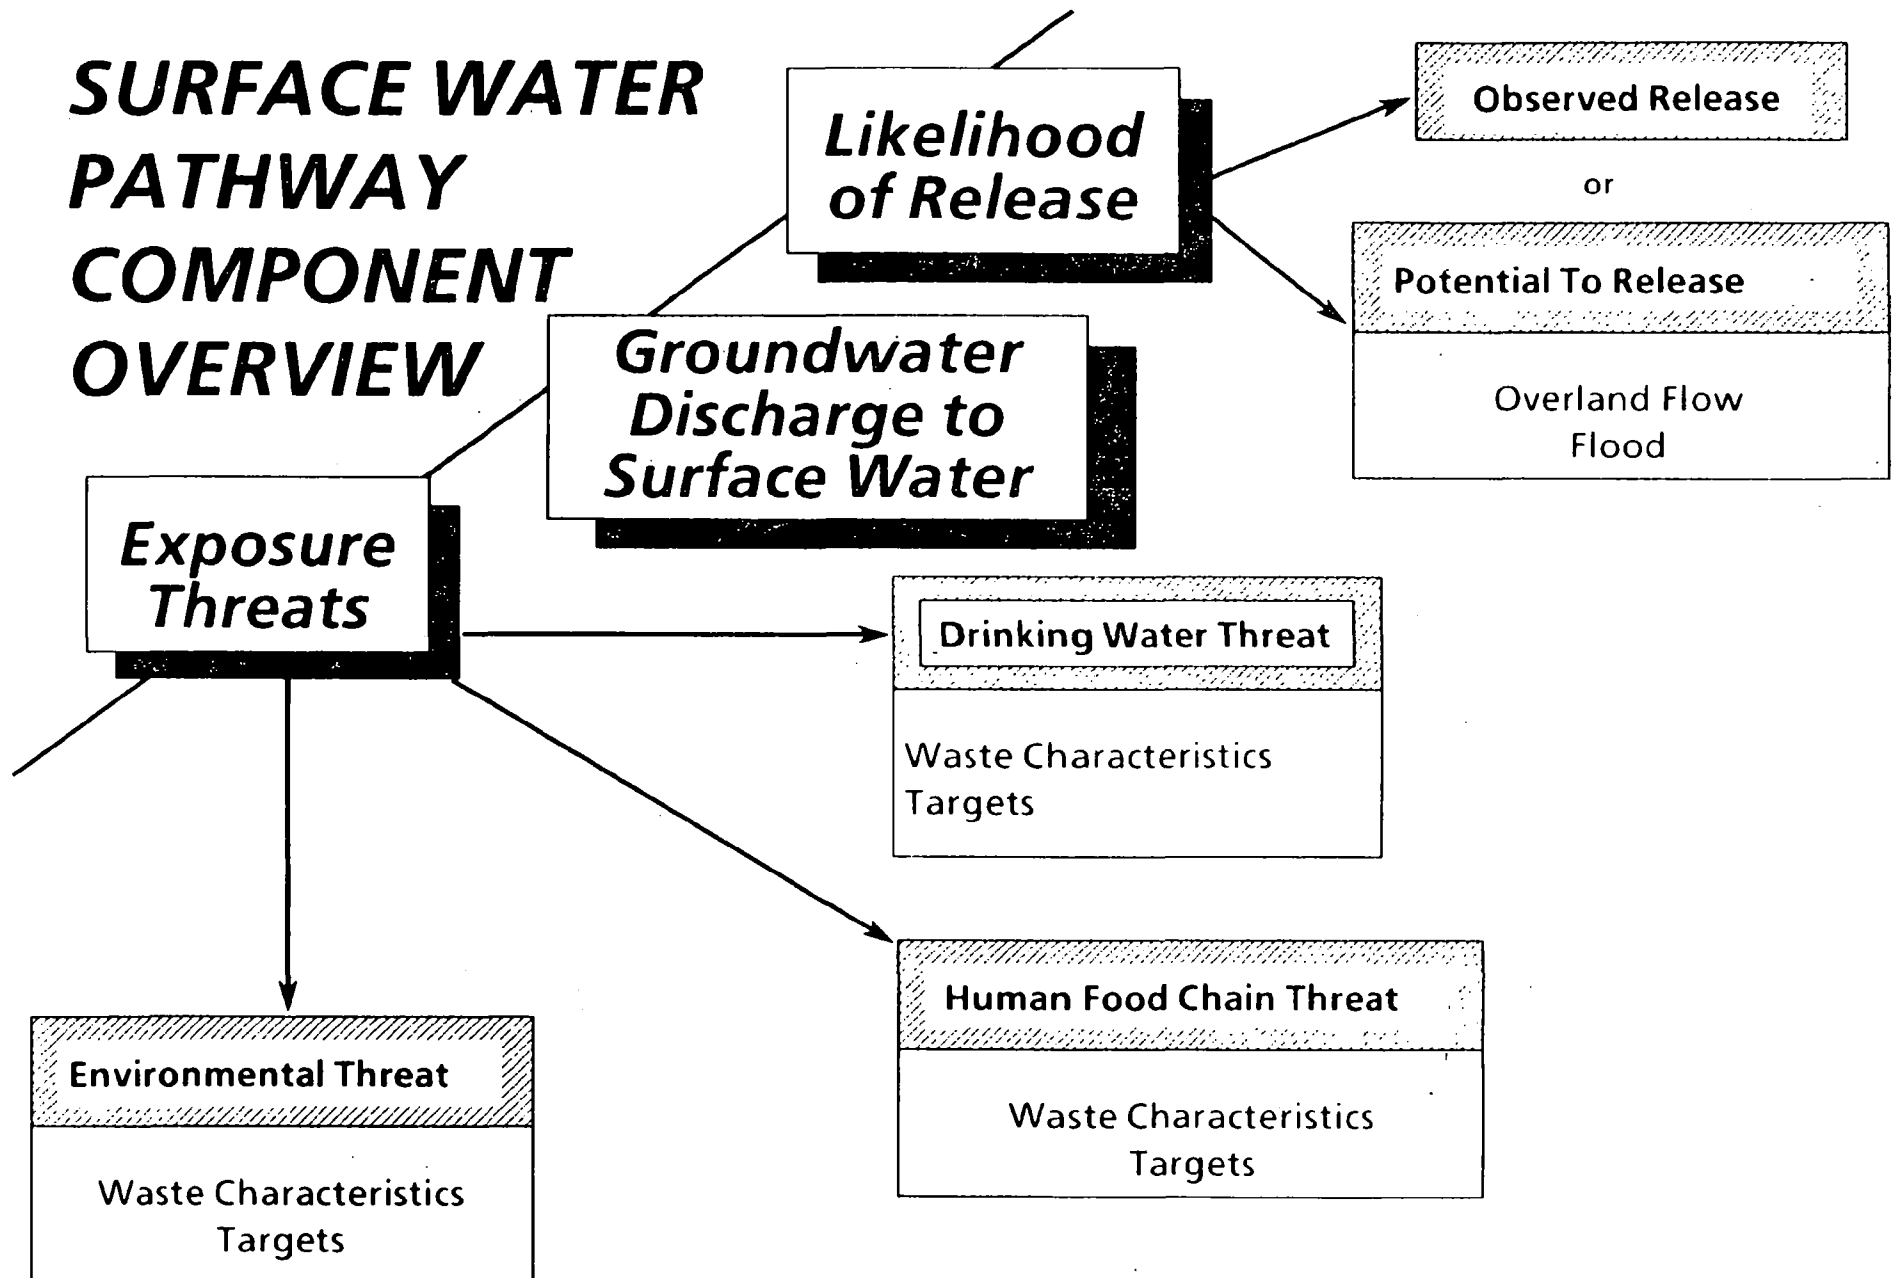 SURFACE WATER
PATHWAY
COMPONENT
OVERVIEW
Likelihood
of Release
Observed Release
or
Potential To Release
Overland Flow
Flood
Groundwater
Discharge to
Surface Water
Exposure
Threats
Drinking Water Threat
Waste Characteristics
Targets
Human Food Chain Threat
Waste Characteristics
Targets
Environmental Threat
Waste Characteristics
Targets